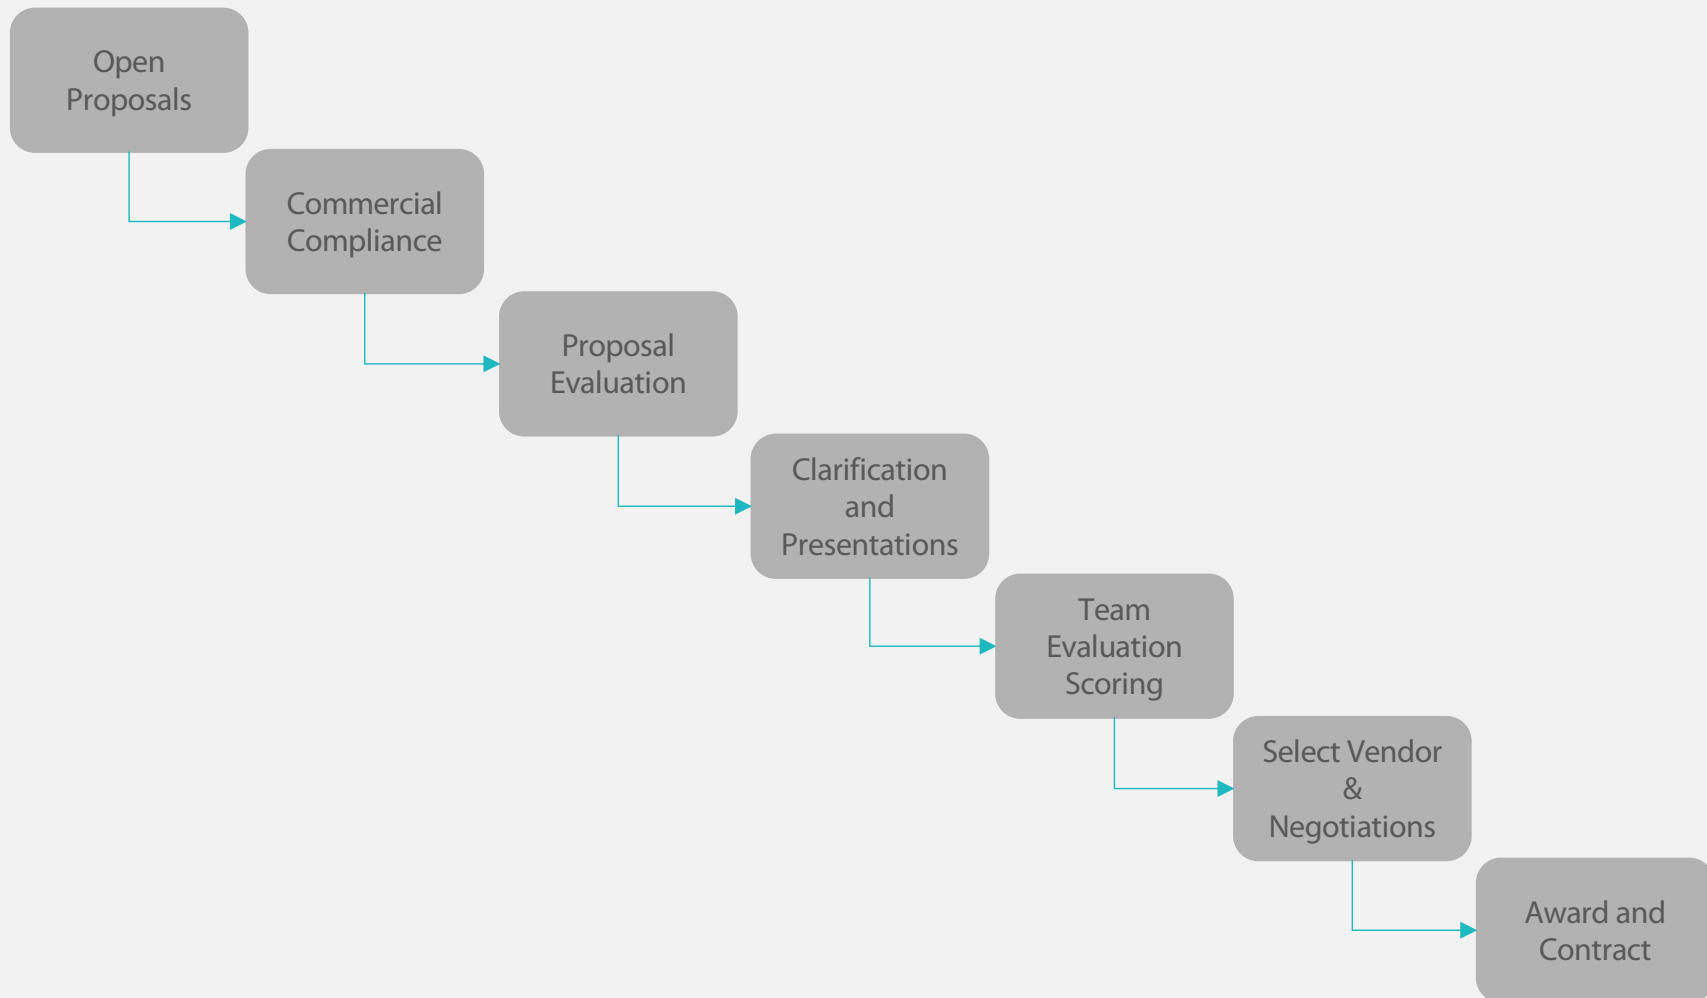 Open
Proposals
Commercial
Compliance
Proposal
Evaluation
Clarification
and
Presentations
Team
Evaluation
Scoring
Select Vendor
&
Negotiations
Award and
Contract